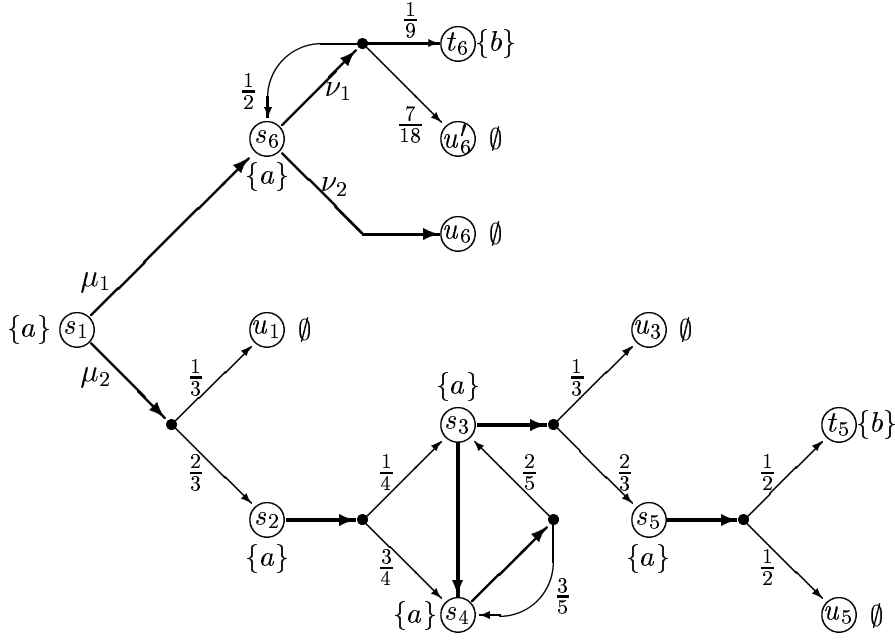 1/9
t₆ {b}
1/2
ν₁
7/18
s₆
u₆′ ∅
{a}
ν₂
u₆ ∅
μ₁
{a} s₁
u₁ ∅
u₃ ∅
μ₂
1/3
{a}
1/3
s₃
t₅ {b}
2/3
1/4
2/5
2/3
1/2
s₂
s₅
{a}
3/4
{a}
1/2
3/5
{a} s₄
u₅ ∅